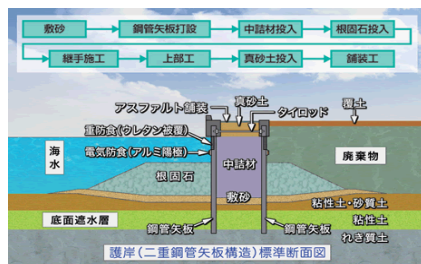 敷砂 鋼管矢板打設 中詰材投入 根固石投入
継手施工 上部工 真砂土投入 舗装工
アスファルト舗装 真砂土 タイロッド 覆土
重防食(ウレタン被覆)
電気防食(アルミ陽極)
海水
中詰材
廃棄物
根固石
敷砂
粘性土・砂質土
底面遮水層
粘性土
鋼管矢板 鋼管矢板
れき質土
護岸(二重鋼管矢板構造)標準断面図